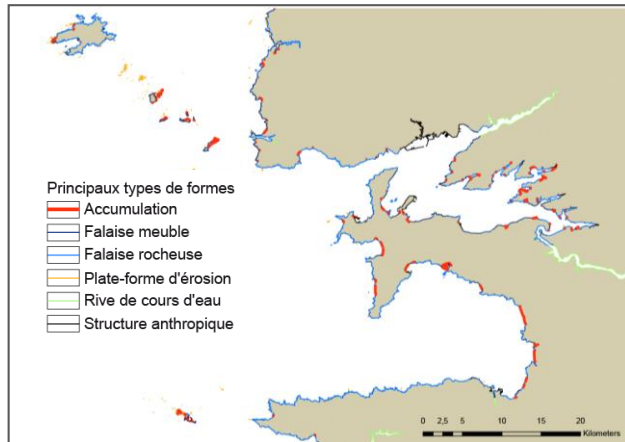 Principaux types de formes
Accumulation
Falaise meuble
Falaise rocheuse
Plate-forme d'érosion
Rive de cours d'eau
Structure anthropique
0 2,5 5 10 15 20
Kilometers